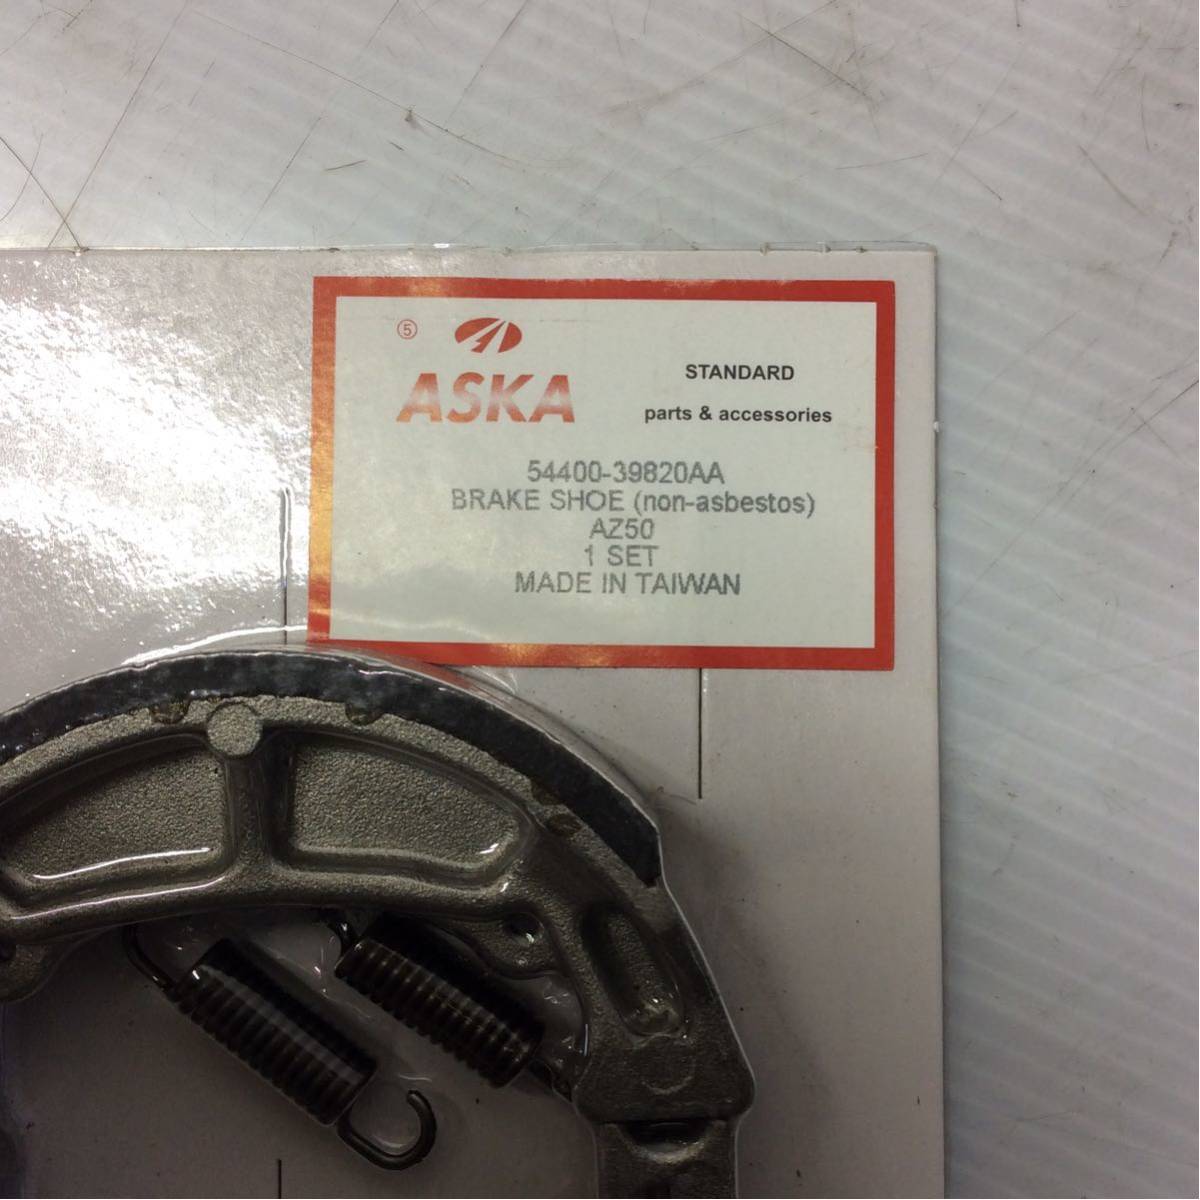 ⑤
ASKA
STANDARD
parts & accessories
54400-39820AA
BRAKE SHOE (non-asbestos)
AZ50
1 SET
MADE IN TAIWAN